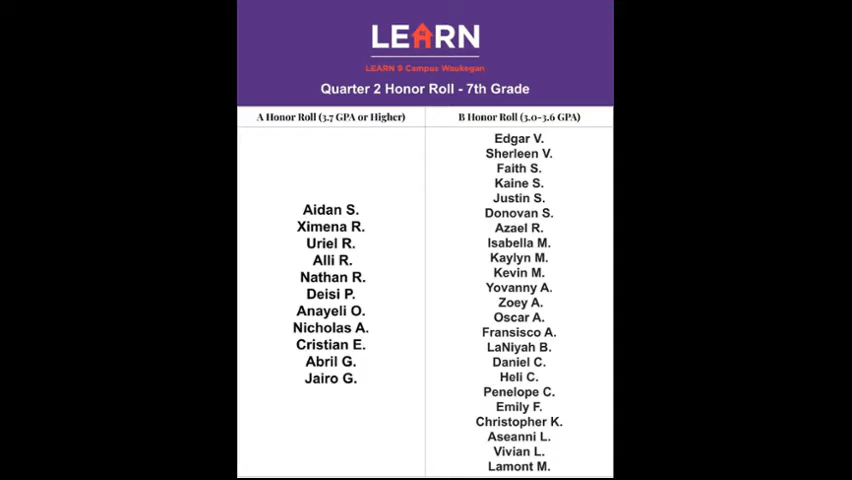 LEARN
LEARN 9 Campus Waukegan
Quarter 2 Honor Roll - 7th Grade
A Honor Roll (3.7 GPA or Higher)
Aidan S.
Ximena R.
Uriel R.
Alli R.
Nathan R.
Deisi P.
Anayeli O.
Nicholas A.
Cristian E.
Abril G.
Jairo G.
B Honor Roll (3.0-3.6 GPA)
Edgar V.
Sherleen V.
Faith S.
Kaine S.
Justin S.
Donovan S.
Azael R.
Isabella M.
Kaylyn M.
Kevin M.
Yovanny A.
Zoey A.
Oscar A.
Fransisco A.
LaNiyah B.
Daniel C.
Heli C.
Penelope C.
Emily F.
Christopher K.
Aseanni L.
Vivian L.
Lamont M.